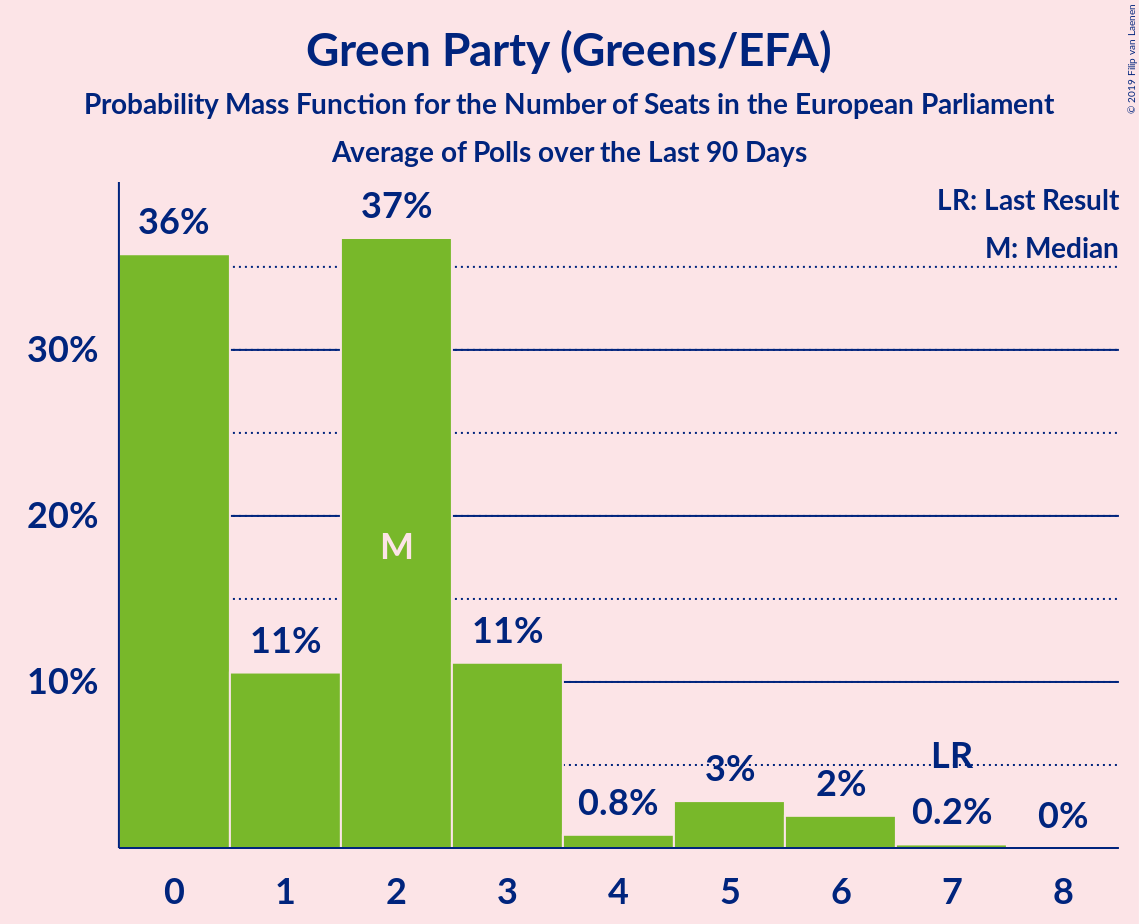 Green Party (Greens/EFA)
Probability Mass Function for the Number of Seats in the European Parliament
Average of Polls over the Last 90 Days
© 2019 Filip van Laenen
LR: Last Result
M: Median
36%
37%
30%
20%
M
11%
11%
10%
LR
3%
2%
0.8%
0.2%
0%
0 1 2 3 4 5 6 7 8